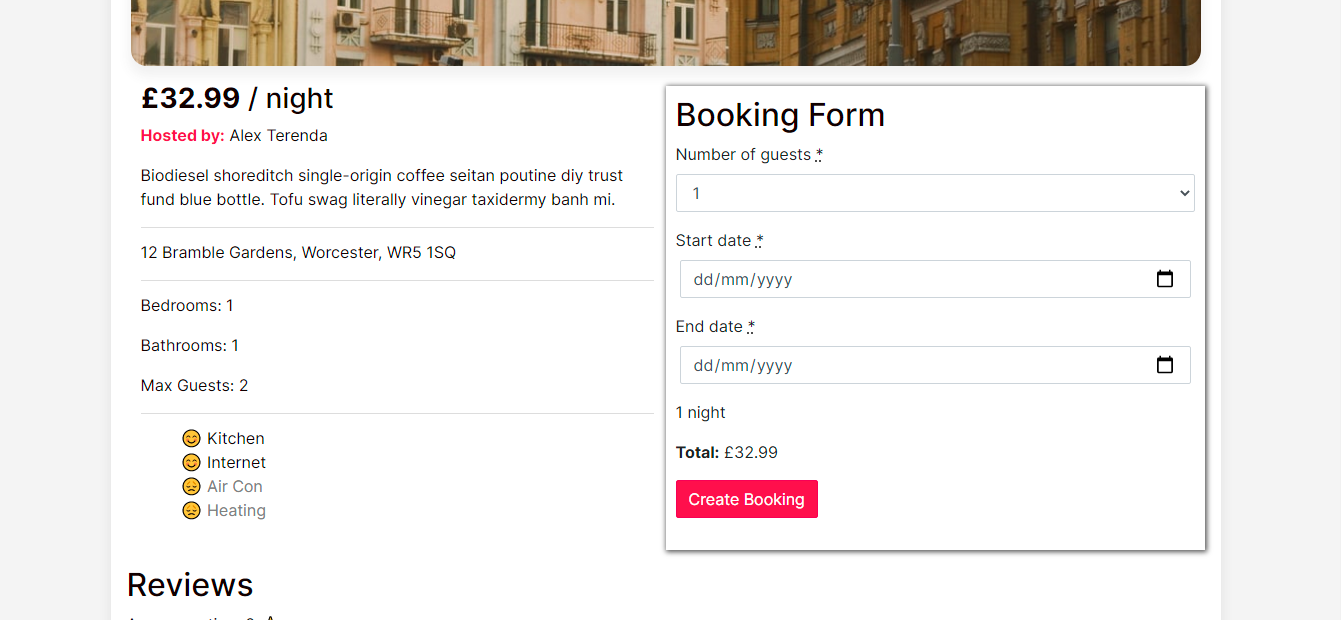 £32.99 / night
Hosted by: Alex Terenda
Biodiesel shoreditch single-origin coffee seitan poutine diy trust
fund blue bottle. Tofu swag literally vinegar taxidermy banh mi.
12 Bramble Gardens, Worcester, WR5 1SQ
Bedrooms: 1
Bathrooms: 1
Max Guests: 2
Kitchen
Internet
Air Con
Heating
Booking Form
Number of guests *
1
Start date *
dd/mm/yyyy
End date *
dd/mm/yyyy
1 night
Total: £32.99
Create Booking
Reviews